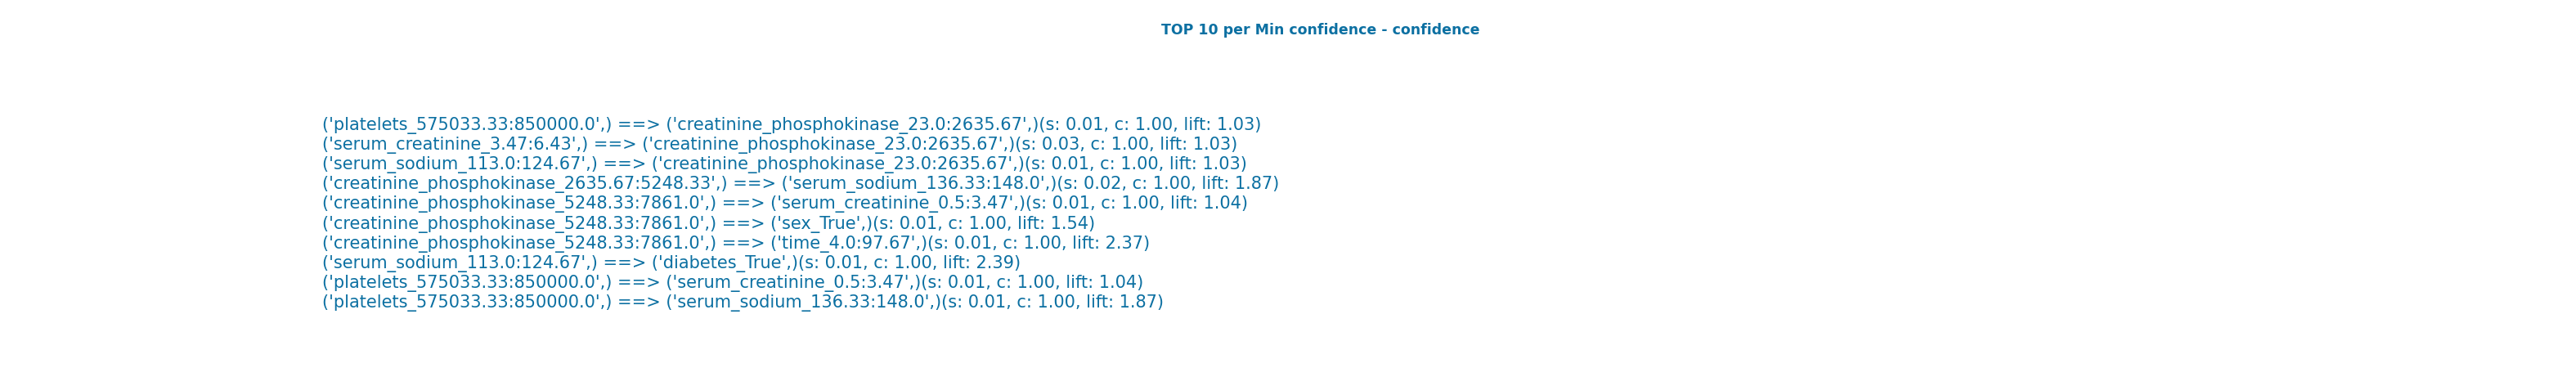 TOP 10 per Min confidence - confidence
('platelets_575033.33:850000.0',) ==> ('creatinine_phosphokinase_23.0:2635.67',)(s: 0.01, c: 1.00, lift: 1.03)
('serum_creatinine_3.47:6.43',) ==> ('creatinine_phosphokinase_23.0:2635.67',)(s: 0.03, c: 1.00, lift: 1.03)
('serum_sodium_113.0:124.67',) ==> ('creatinine_phosphokinase_23.0:2635.67',)(s: 0.01, c: 1.00, lift: 1.03)
('creatinine_phosphokinase_2635.67:5248.33',) ==> ('serum_sodium_136.33:148.0',)(s: 0.02, c: 1.00, lift: 1.87)
('creatinine_phosphokinase_5248.33:7861.0',) ==> ('serum_creatinine_0.5:3.47',)(s: 0.01, c: 1.00, lift: 1.04)
('creatinine_phosphokinase_5248.33:7861.0',) ==> ('sex_True',)(s: 0.01, c: 1.00, lift: 1.54)
('creatinine_phosphokinase_5248.33:7861.0',) ==> ('time_4.0:97.67',)(s: 0.01, c: 1.00, lift: 2.37)
('serum_sodium_113.0:124.67',) ==> ('diabetes_True',)(s: 0.01, c: 1.00, lift: 2.39)
('platelets_575033.33:850000.0',) ==> ('serum_creatinine_0.5:3.47',)(s: 0.01, c: 1.00, lift: 1.04)
('platelets_575033.33:850000.0',) ==> ('serum_sodium_136.33:148.0',)(s: 0.01, c: 1.00, lift: 1.87)